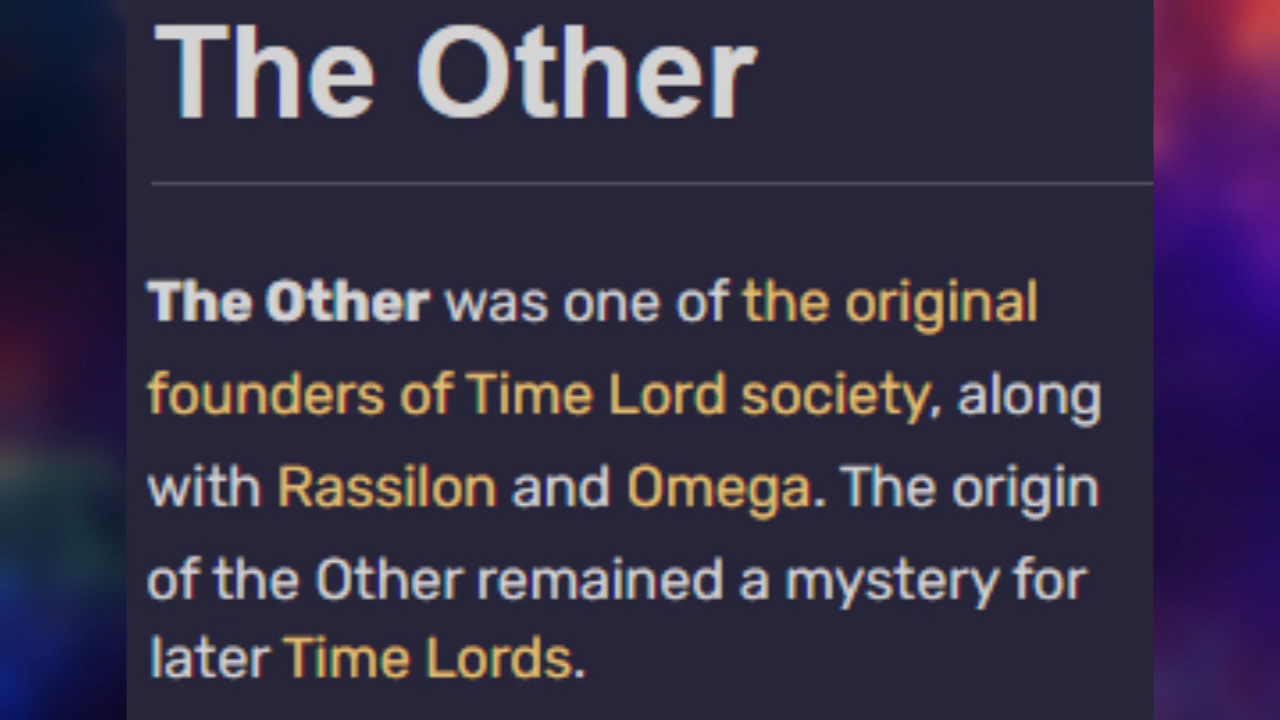 The Other
The Other was one of the original
founders of Time Lord society, along
with Rassilon and Omega. The origin
of the Other remained a mystery for
later Time Lords.